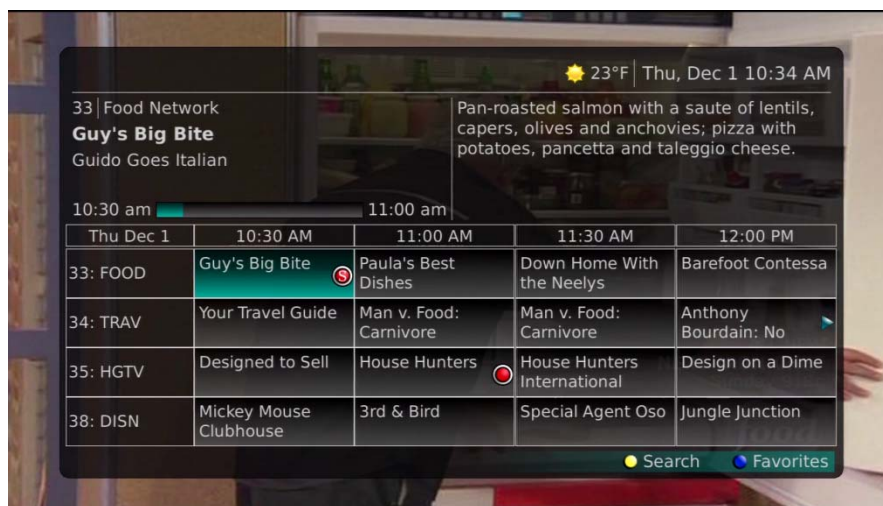 23°F Thu, Dec 1 10:34 AM
33 Food Network
Guy's Big Bite
Guido Goes Italian
Pan-roasted salmon with a saute of lentils,
capers, olives and anchovies; pizza with
potatoes, pancetta and taleggio cheese.
10:30 am 11:00 am
Thu Dec 1 10:30 AM 11:00 AM 11:30 AM 12:00 PM
33: FOOD
Guy's Big Bite
S
Paula's Best
Dishes
Down Home With
the Neelys
Barefoot Contessa
34: TRAV
Your Travel Guide
Man v. Food:
Carnivore
Man v. Food:
Carnivore
Anthony
Bourdain: No
35: HGTV
Designed to Sell
House Hunters
House Hunters
International
Design on a Dime
38: DISN
Mickey Mouse
Clubhouse
3rd & Bird
Special Agent Oso
Jungle Junction
Search Favorites